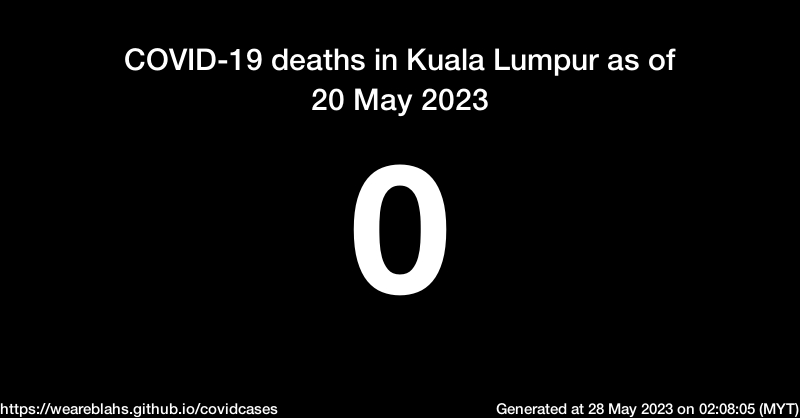 COVID-19 deaths in Kuala Lumpur as of
20 May 2023
0
https://weareblahs.github.io/covidcases
Generated at 28 May 2023 on 02:08:05 (MYT)